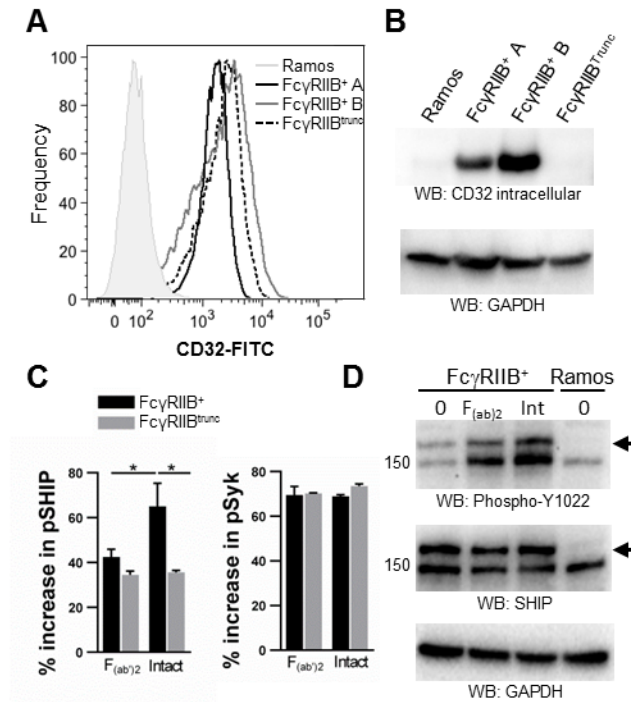 A
Frequency
100
80
60
40
20
0
0 10² 10³ 10⁴ 10⁵
CD32-FITC
Ramos
FcγRIIB⁺ A
FcγRIIB⁺ B
FcγRIIBᵗʳᵘⁿᶜ
B
Ramos
FcγRIIB⁺ A
FcγRIIB⁺ B
FcγRIIBᵀʳᵘⁿᶜ
WB: CD32 intracellular
WB: GAPDH
C
FcγRIIB⁺
FcγRIIBᵗʳᵘⁿᶜ
% increase in pSHIP
80
60
40
20
0
* *
F(ab')2 Intact
% increase in pSyk
80
60
40
20
0
F(ab')2 Intact
D
FcγRIIB⁺ Ramos
0 F(ab)2 Int 0
150
WB: Phospho-Y1022
150
WB: SHIP
WB: GAPDH